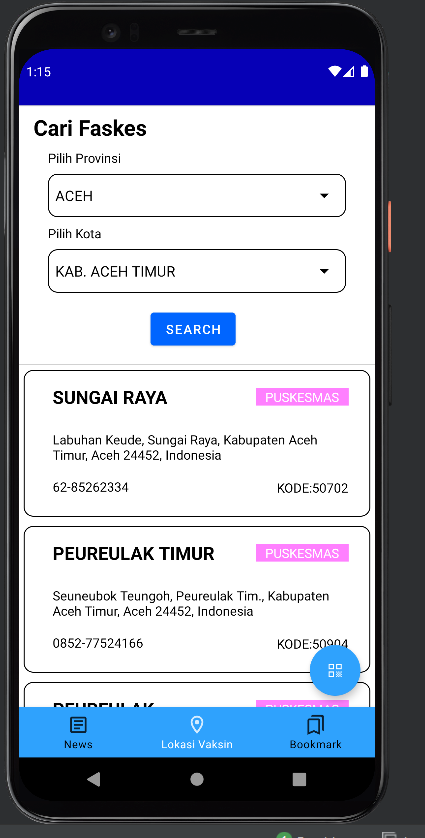 1:15
Cari Faskes
Pilih Provinsi
ACEH
Pilih Kota
KAB. ACEH TIMUR
SEARCH
SUNGAI RAYA
PUSKESMAS
Labuhan Keude, Sungai Raya, Kabupaten Aceh
Timur, Aceh 24452, Indonesia
62-85262334
KODE:50702
PEUREULAK TIMUR
PUSKESMAS
Seuneubok Teungoh, Peureulak Tim., Kabupaten
Aceh Timur, Aceh 24452, Indonesia
0852-77524166
KODE:50904
PEUREULAK
PUSKESMAS
News
Lokasi Vaksin
Bookmark